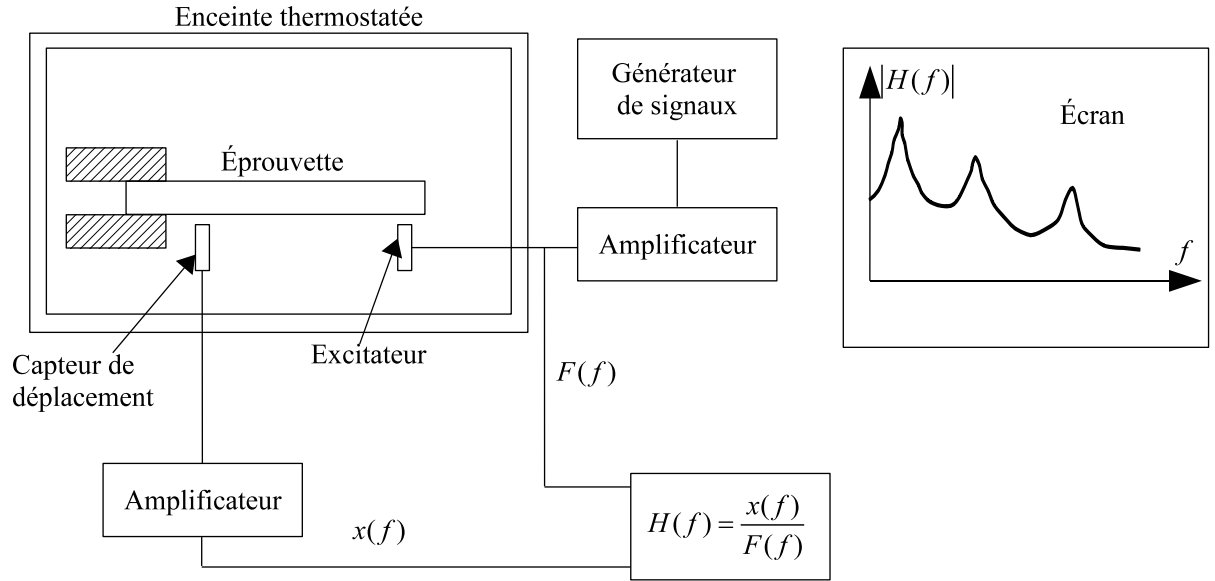 Enceinte thermostatée
Générateur
de signaux
|H(f)|
Écran
Éprouvette
Amplificateur
f
Capteur de
déplacement
Excitateur
F(f)
Amplificateur
x(f)
H(f) = x(f) / F(f)